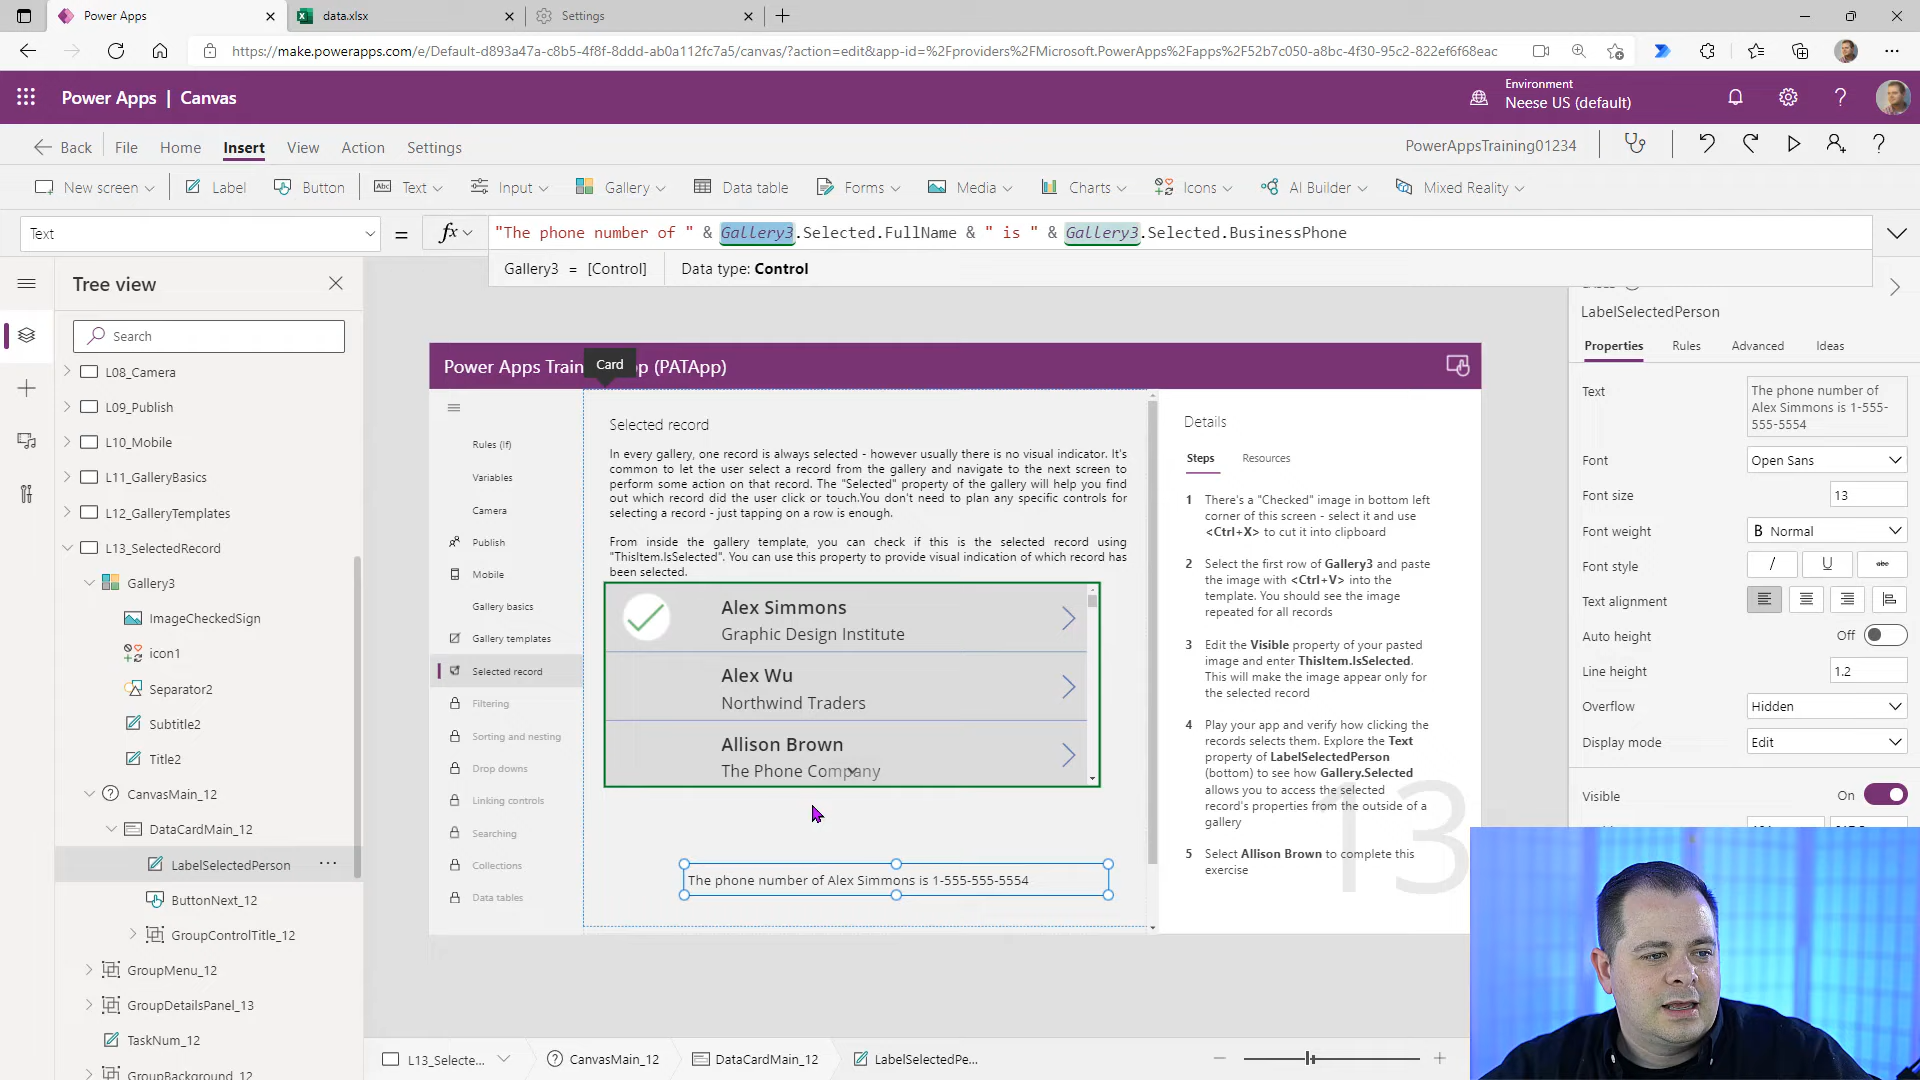 Power Apps
data.xlsx
Settings
https://make.powerapps.com/e/Default-d893a47a-c8b5-4f8f-8ddd-ab0a112fc7a5/canvas/?action=edit&app-id=%2Fproviders%2FMicrosoft.PowerApps%2Fapps%2F52b7c050-a8bc-4f30-95c2-822ef6f68eac
Power Apps | Canvas
Environment
Neese US (default)
Back
File
Home
Insert
View
Action
Settings
PowerAppsTraining01234
New screen
Label
Button
Text
Input
Gallery
Data table
Forms
Media
Charts
Icons
AI Builder
Mixed Reality
Text
=
fx
"The phone number of " & Gallery3.Selected.FullName & " is " & Gallery3.Selected.BusinessPhone
Gallery3 = [Control]
Data type: Control
Tree view
Search
L08_Camera
L09_Publish
L10_Mobile
L11_GalleryBasics
L12_GalleryTemplates
L13_SelectedRecord
Gallery3
ImageCheckedSign
icon1
Separator2
Subtitle2
Title2
CanvasMain_12
DataCardMain_12
LabelSelectedPerson
ButtonNext_12
GroupControlTitle_12
GroupMenu_12
GroupDetailsPanel_13
TaskNum_12
GroupBackground_12
Power Apps Train
Card
p (PATApp)
Rules (If)
Variables
Camera
Publish
Mobile
Gallery basics
Gallery templates
Selected record
Filtering
Sorting and nesting
Drop downs
Linking controls
Searching
Collections
Data tables
Selected record
In every gallery, one record is always selected - however usually there is no visual indicator. It's
common to let the user select a record from the gallery and navigate to the next screen to
perform some action on that record. The "Selected" property of the gallery will help you find
out which record did the user click or touch.You don't need to plan any specific controls for
selecting a record - just tapping on a row is enough.
From inside the gallery template, you can check if this is the selected record using
"ThisItem.IsSelected". You can use this property to provide visual indication of which record has
been selected.
Alex Simmons
Graphic Design Institute
Alex Wu
Northwind Traders
Allison Brown
The Phone Company
The phone number of Alex Simmons is 1-555-555-5554
Details
Steps
Resources
1 There's a "Checked" image in bottom left
corner of this screen - select it and use
<Ctrl+X> to cut it into clipboard
2 Select the first row of Gallery3 and paste
the image with <Ctrl+V> into the
template. You should see the image
repeated for all records
3 Edit the Visible property of your pasted
image and enter ThisItem.IsSelected.
This will make the image appear only for
the selected record
4 Play your app and verify how clicking the
records selects them. Explore the Text
property of LabelSelectedPerson
(bottom) to see how Gallery.Selected
allows you to access the selected
record's properties from the outside of a
gallery
5 Select Allison Brown to complete this
exercise
13
LabelSelectedPerson
Properties
Rules
Advanced
Ideas
Text
The phone number of
Alex Simmons is 1-555-
555-5554
Font
Open Sans
Font size
13
Font weight
B Normal
Font style
/ U abc
Text alignment
Auto height
Off
Line height
1.2
Overflow
Hidden
Display mode
Edit
Visible
On
L13_Selecte...
CanvasMain_12
DataCardMain_12
LabelSelectedPe...